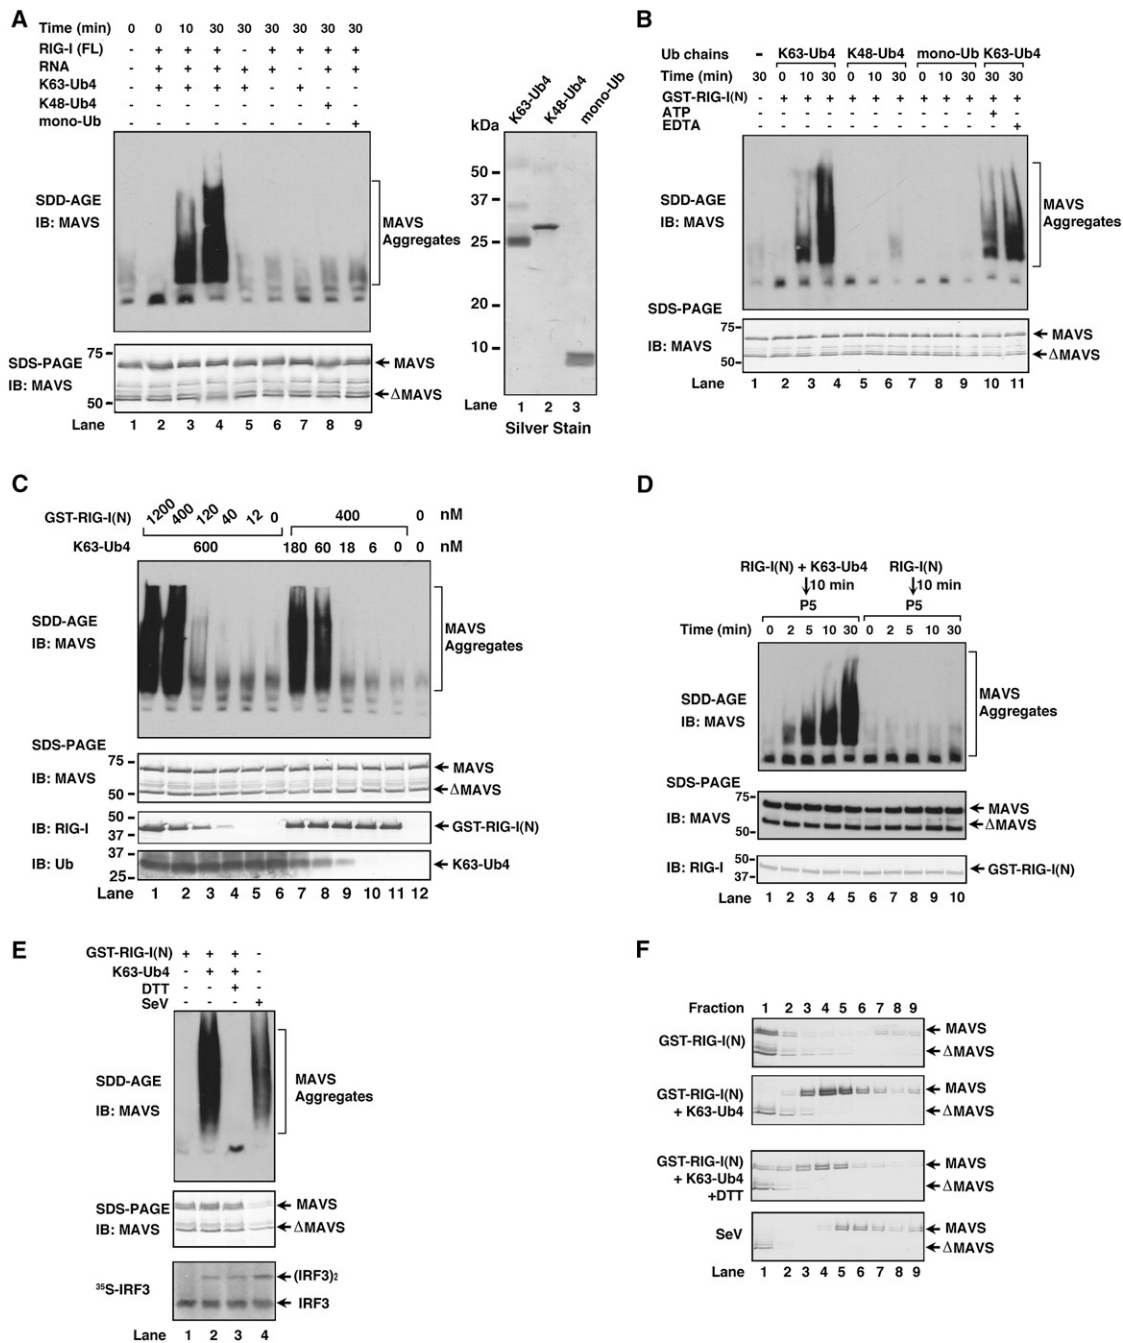 A
Time (min) 0 0 10 30 30 30 30 30 30
RIG-I (FL) - + + + - + + + +
RNA - + + + + + - + +
K63-Ub4 - + + + + - + - -
K48-Ub4 - - - - - - - + -
mono-Ub - - - - - - - - +
SDD-AGE
IB: MAVS
MAVS
Aggregates
SDS-PAGE
IB: MAVS
75
50
MAVS
ΔMAVS
Lane 1 2 3 4 5 6 7 8 9
K63-Ub4
K48-Ub4
mono-Ub
kDa
50
37
25
20
10
Lane 1 2 3
Silver Stain
B
Ub chains - K63-Ub4 K48-Ub4 mono-Ub K63-Ub4
Time (min) 30 0 10 30 0 10 30 0 10 30 30 30
GST-RIG-I(N) - + + + + + + + + + + +
ATP - - - - - - - - - - + -
EDTA - - - - - - - - - - - +
SDD-AGE
IB: MAVS
MAVS
Aggregates
SDS-PAGE
IB: MAVS
75
50
MAVS
ΔMAVS
Lane 1 2 3 4 5 6 7 8 9 10 11
C
GST-RIG-I(N) 1200 400 120 40 12 0 400 0 nM
K63-Ub4 600 180 60 18 6 0 0 nM
SDD-AGE
IB: MAVS
MAVS
Aggregates
SDS-PAGE
IB: MAVS
75
50
MAVS
ΔMAVS
IB: RIG-I
50
37
GST-RIG-I(N)
IB: Ub
37
25
K63-Ub4
Lane 1 2 3 4 5 6 7 8 9 10 11 12
D
RIG-I(N) + K63-Ub4 RIG-I(N)
10 min 10 min
P5 P5
Time (min) 0 2 5 10 30 0 2 5 10 30
SDD-AGE
IB: MAVS
MAVS
Aggregates
SDS-PAGE
IB: MAVS
75
50
MAVS
ΔMAVS
IB: RIG-I
50
37
GST-RIG-I(N)
Lane 1 2 3 4 5 6 7 8 9 10
E
GST-RIG-I(N) + + + -
K63-Ub4 - + + -
DTT - - + -
SeV - - - +
SDD-AGE
IB: MAVS
MAVS
Aggregates
SDS-PAGE
IB: MAVS
MAVS
ΔMAVS
35S-IRF3
(IRF3)2
IRF3
Lane 1 2 3 4
F
Fraction 1 2 3 4 5 6 7 8 9
GST-RIG-I(N)
MAVS
ΔMAVS
GST-RIG-I(N)
+ K63-Ub4
MAVS
ΔMAVS
GST-RIG-I(N)
+ K63-Ub4
+DTT
MAVS
ΔMAVS
SeV
MAVS
ΔMAVS
Lane 1 2 3 4 5 6 7 8 9